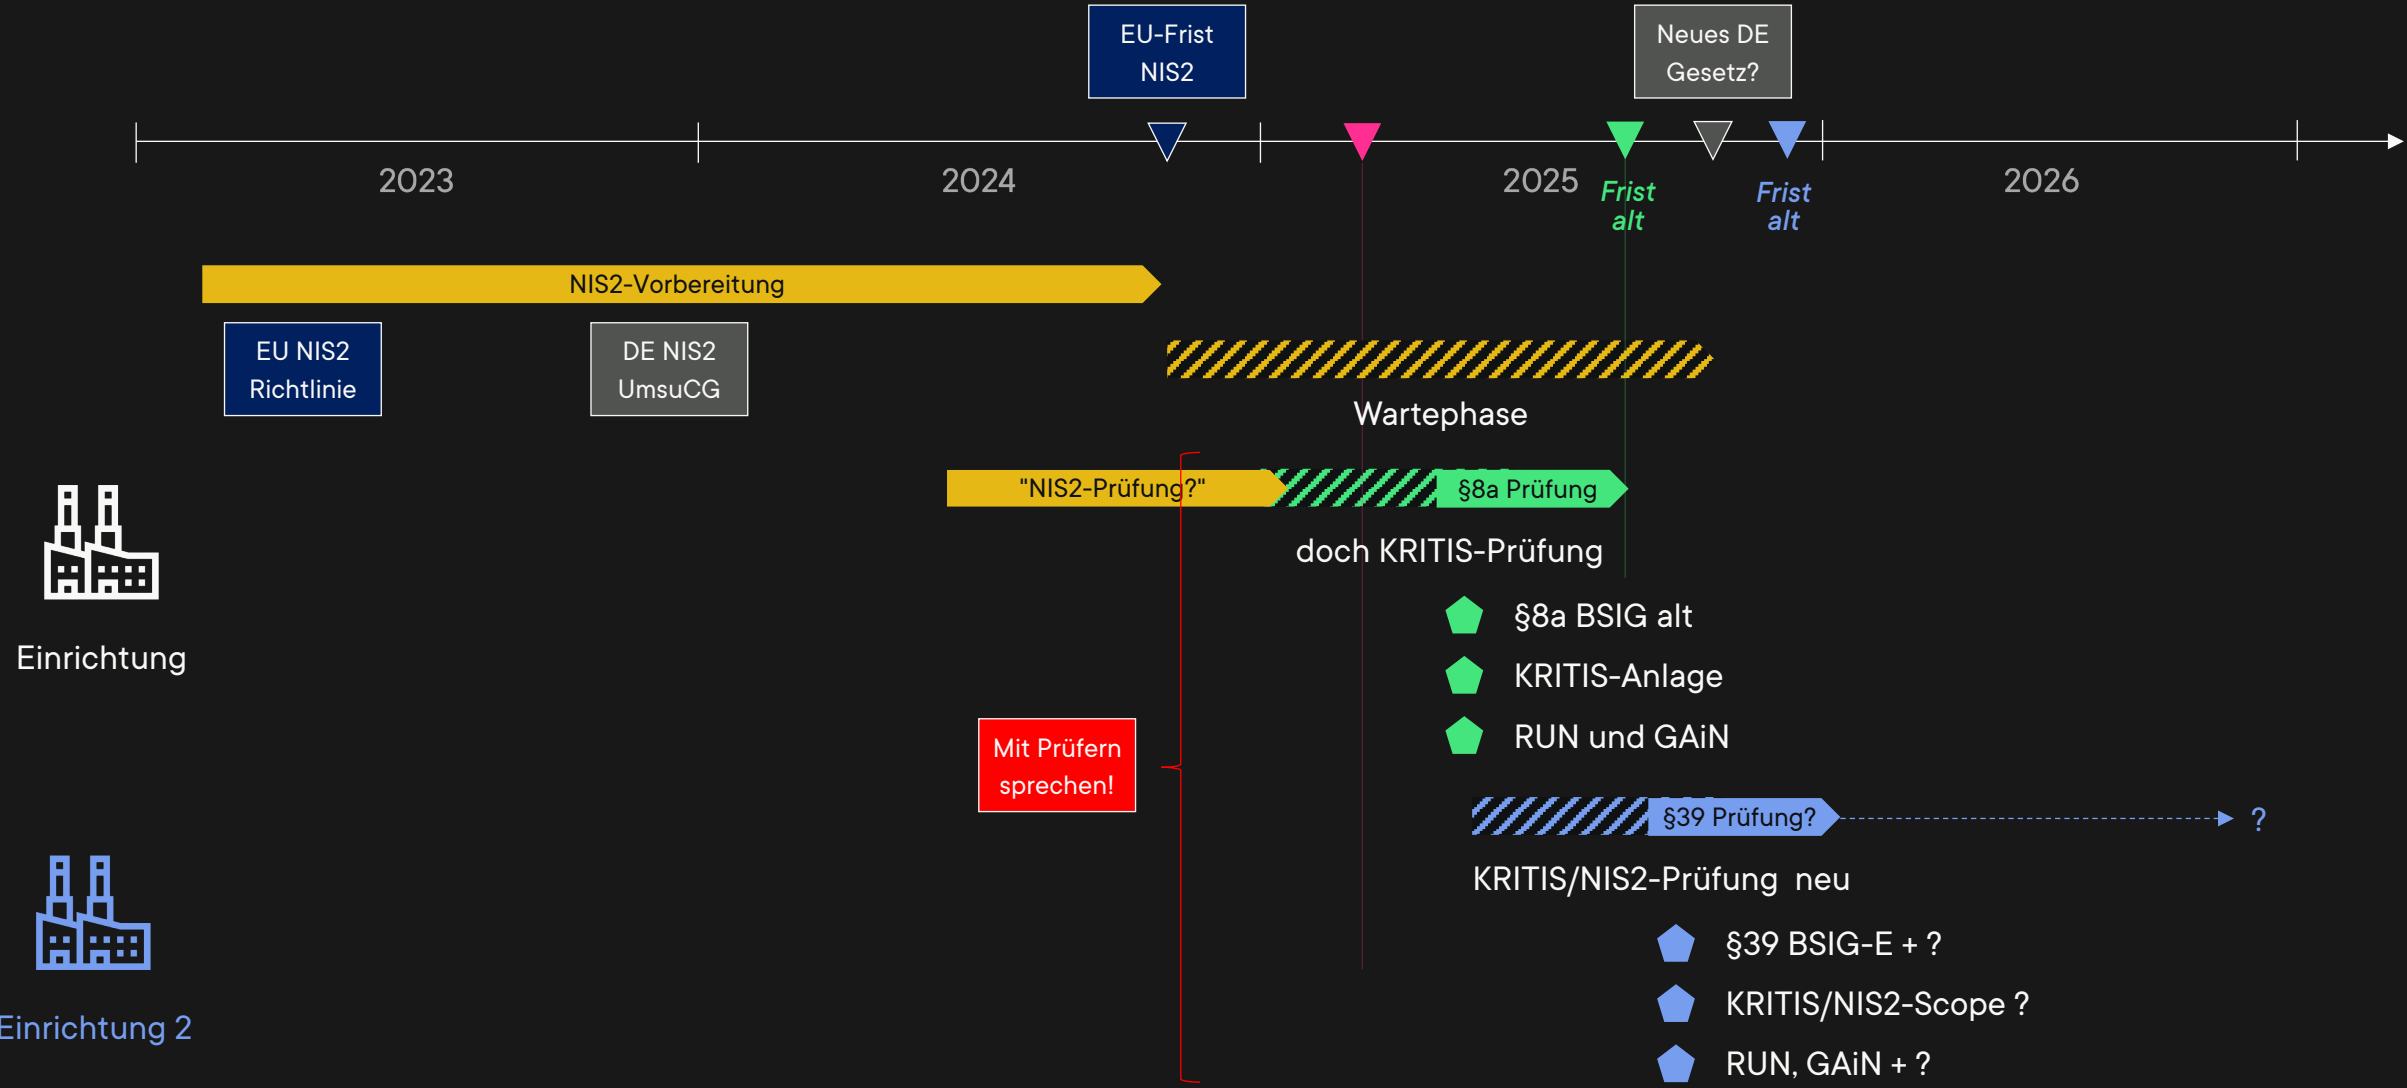 EU-Frist
NIS2
Neues DE
Gesetz?
2023
2024
2025
2026
Frist
alt
Frist
alt
NIS2-Vorbereitung
EU NIS2
Richtlinie
DE NIS2
UmsuCG
Wartephase
"NIS2-Prüfung?"
§8a Prüfung
doch KRITIS-Prüfung
Einrichtung
§8a BSIG alt
KRITIS-Anlage
RUN und GAiN
Mit Prüfern
sprechen!
§39 Prüfung?
?
KRITIS/NIS2-Prüfung neu
Einrichtung 2
§39 BSIG-E + ?
KRITIS/NIS2-Scope ?
RUN, GAiN + ?